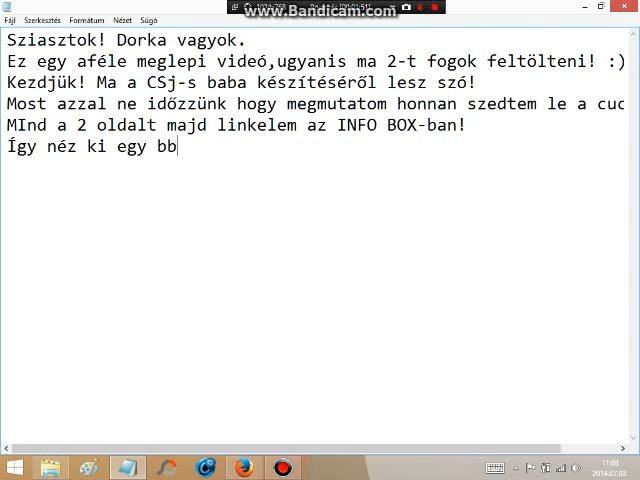 www.Bandicam.com
Fájl Szerkesztés Formátum Nézet Súgó
Sziasztok! Dorka vagyok.
Ez egy aféle meglepi videó,ugyanis ma 2-t fogok feltölteni! :)
Kezdjük! Ma a CSj-s baba készítéséről lesz szó!
Most azzal ne időzzünk hogy megmutatom honnan szedtem le a cuc
MInd a 2 oldalt majd linkelem az INFO BOX-ban!
Így néz ki egy bb
11:08
2014.07.03.